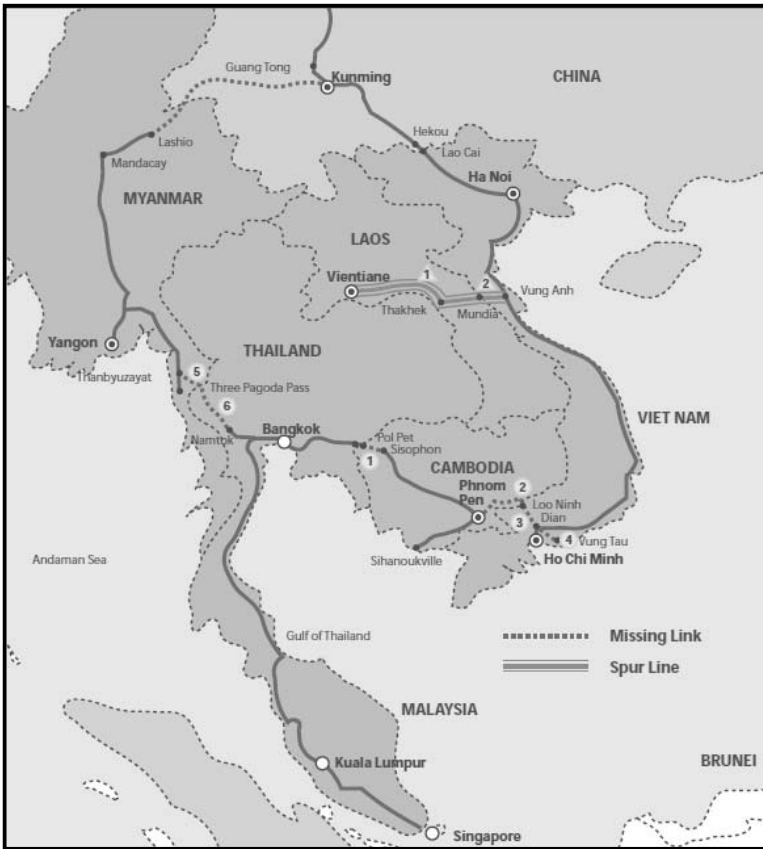 Guang Tong
Kunming
CHINA
Hekou
Lashio
Lao Cai
Mandacay
Ha Noi
MYANMAR
LAOS
Vientiane
1
2
Vung Anh
Thakhek
Mundia
Yangon
THAILAND
Thanbyuzayat
5
Three Pagoda Pass
6
VIET NAM
Namtok
Bangkok
Pol Pet
1
Sisophon
CAMBODIA
Phnom
Pen
2
Loo Ninh
3
Dian
4
Vung Tau
Andaman Sea
Sihanoukville
Ho Chi Minh
Gulf of Thailand
Missing Link
Spur Line
MALAYSIA
Kuala Lumpur
BRUNEI
Singapore